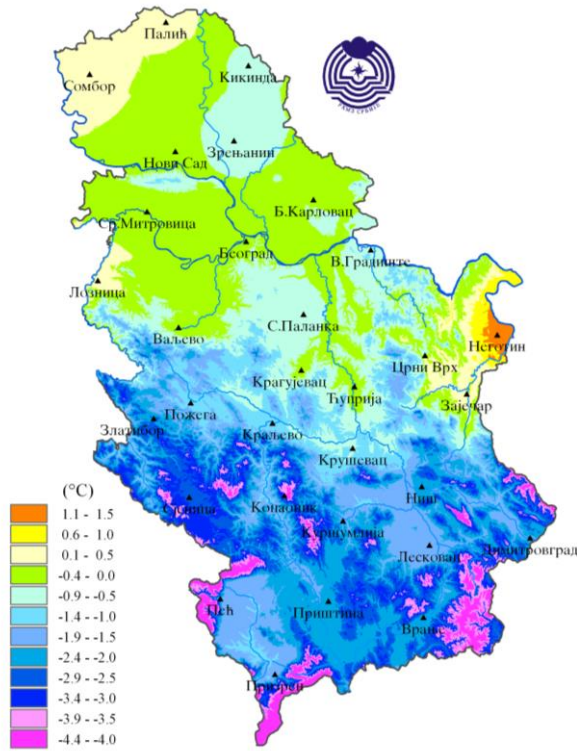 Палић
Кикинда
Сомбор
Зрењанин
Нови Сад
Б.Карловац
Ср.Митровица
Београд
В.Градиште
Лозница
С.Паланка
Неготин
Ваљево
Црни Врх
Крагујевац
Ћуприја
Зајечар
Пожега
Златибор
Краљево
Крушевац
Ниш
(°C)
Сјеница
Копаоник
1.1 - 1.5
0.6 - 1.0
Куршумлија
0.1 - 0.5
Димитровград
Лесковац
-0.4 - 0.0
-0.9 - -0.5
-1.4 - -1.0
Пећ
Приштина
-1.9 - -1.5
Врање
-2.4 - -2.0
-2.9 - -2.5
Призрен
-3.4 - -3.0
-3.9 - -3.5
-4.4 - -4.0